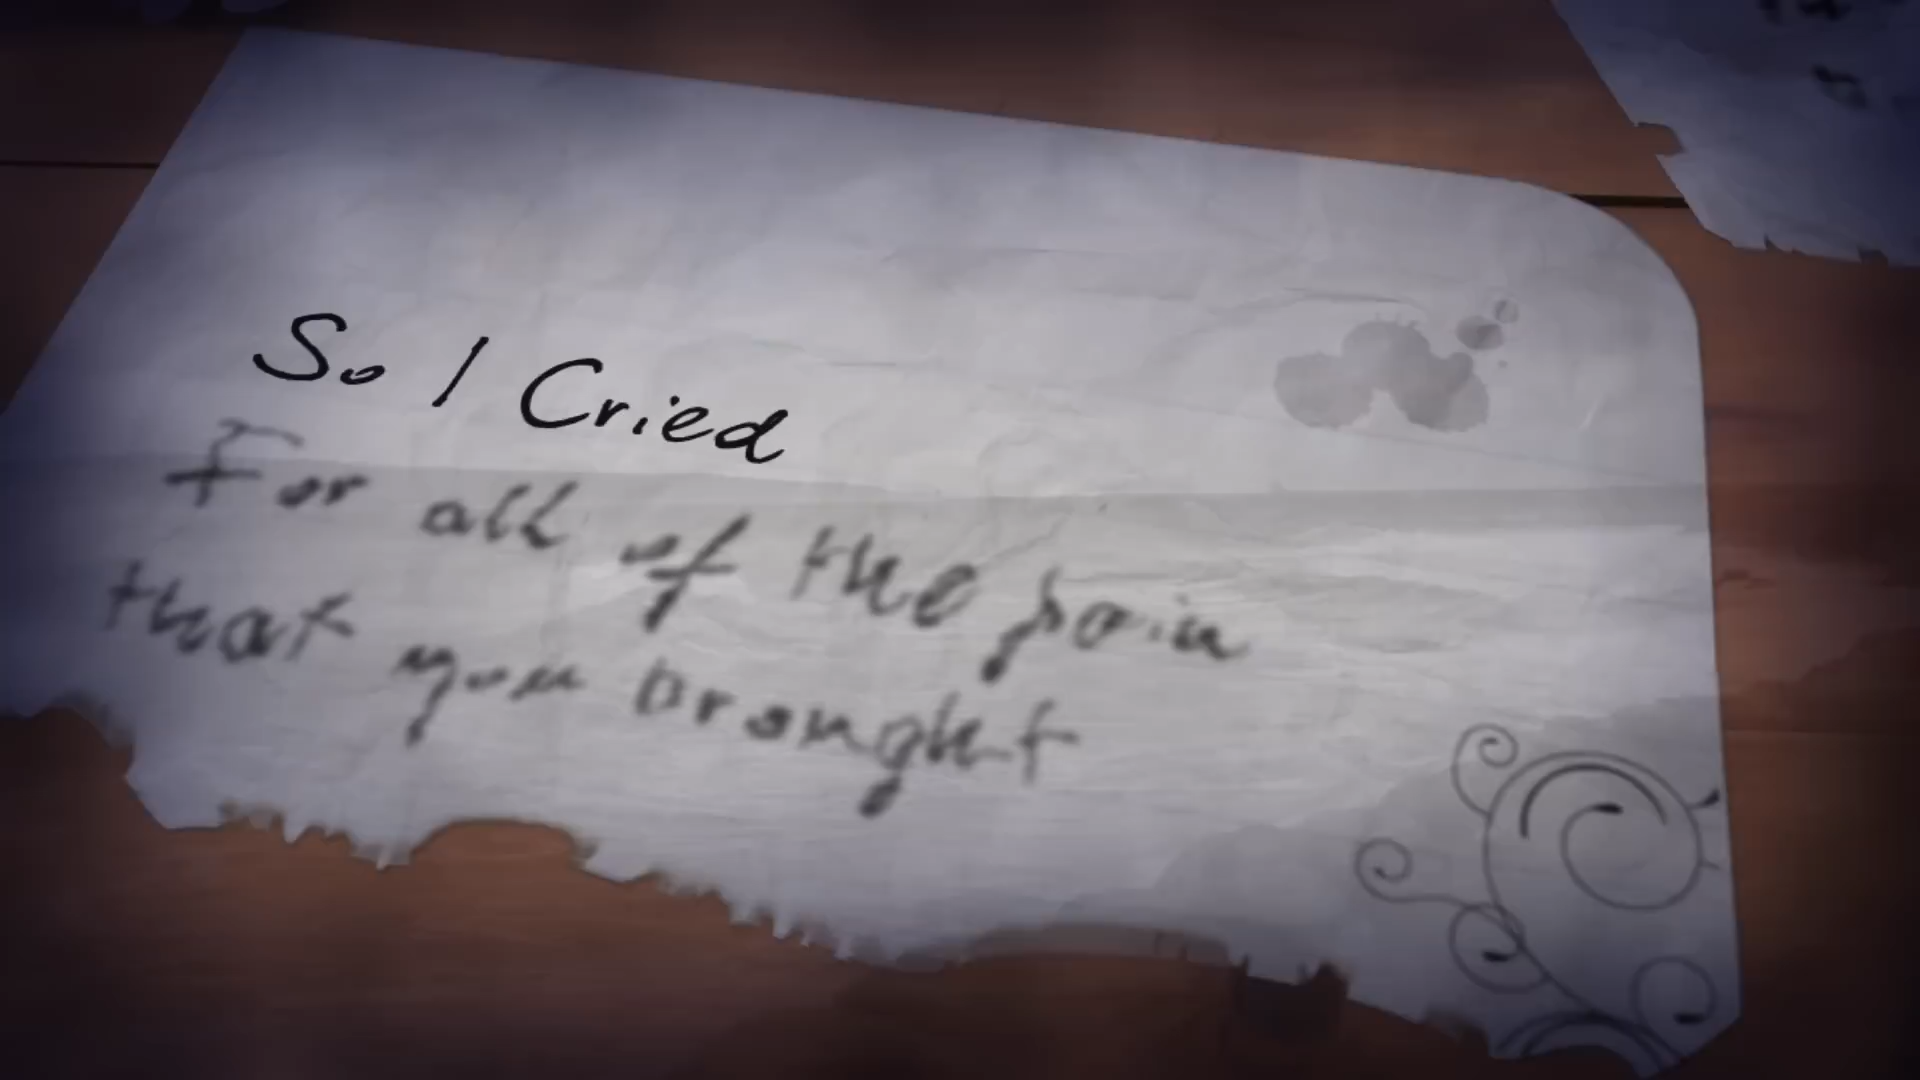 So I Cried
For all of the pain
that you brought